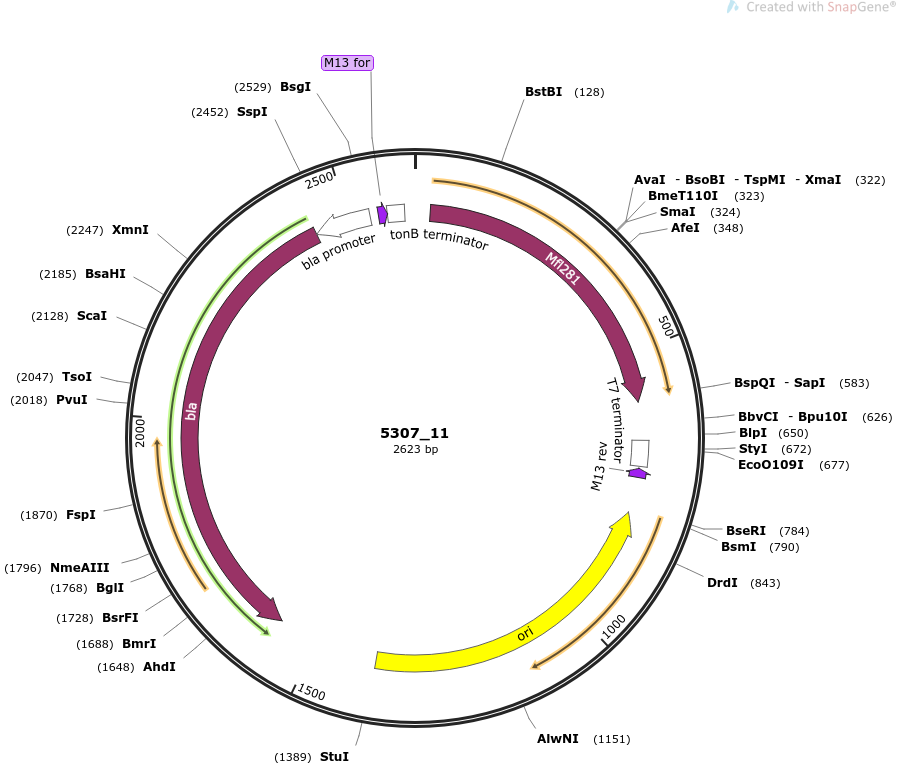 Created with SnapGene®
M13 for
(2529) BsgI
(2452) SspI
BstBI (128)
2500
AvaI - BsoBI - TspMI - XmaI (322)
BmeT110I (323)
SmaI (324)
AfeI (348)
(2247) XmnI
bla promoter
tonB terminator
Mfl281
(2185) BsaHI
(2128) ScaI
500
(2047) TsoI
(2018) PvuI
BspQI - SapI (583)
T7 terminator
bla
2000
5307_11
2623 bp
BbvCI - Bpu10I (626)
BlpI (650)
StyI (672)
EcoO109I (677)
M13 rev
(1870) FspI
BseRI (784)
BsmI (790)
(1796) NmeAIII
(1768) BglI
DrdI (843)
(1728) BsrFI
(1688) BmrI
(1648) AhdI
1000
ori
1500
AlwNI (1151)
(1389) StuI